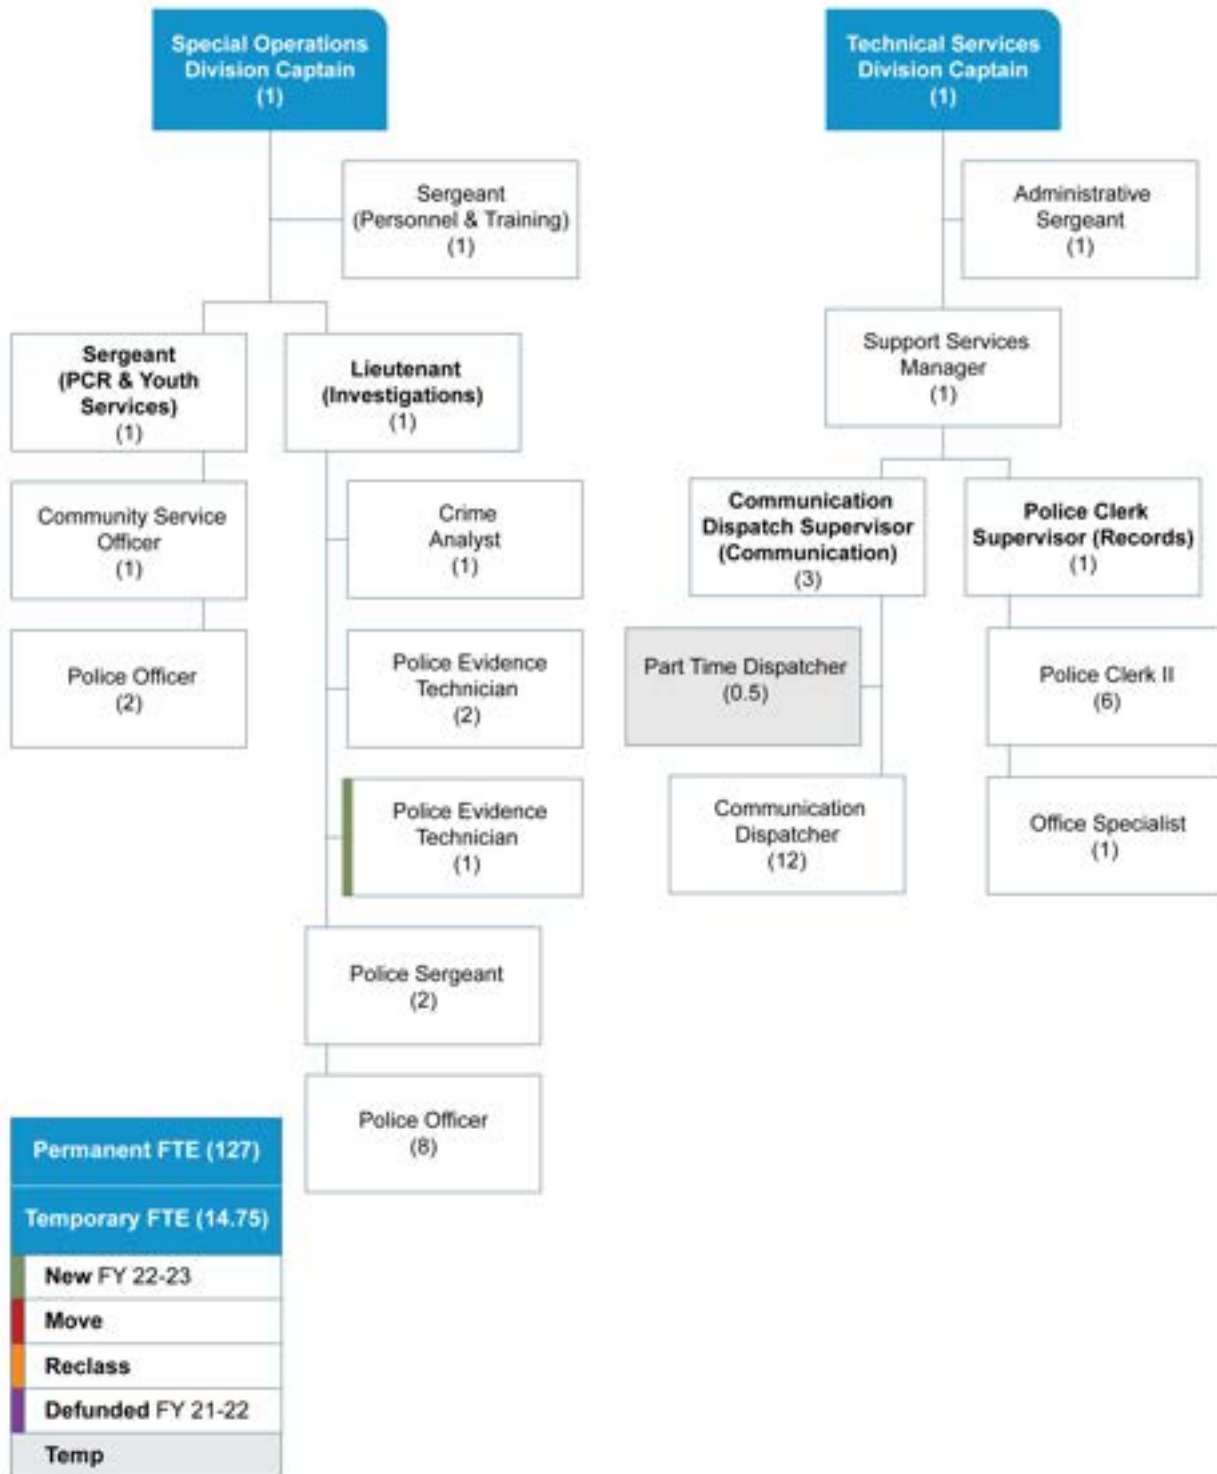 Special Operations
Division Captain
(1)
Sergeant
(Personnel & Training)
(1)
Sergeant
(PCR & Youth
Services)
(1)
Lieutenant
(Investigations)
(1)
Community Service
Officer
(1)
Police Officer
(2)
Crime
Analyst
(1)
Police Evidence
Technician
(2)
Police Evidence
Technician
(1)
Police Sergeant
(2)
Police Officer
(8)
Technical Services
Division Captain
(1)
Administrative
Sergeant
(1)
Support Services
Manager
(1)
Communication
Dispatch Supervisor
(Communication)
(3)
Police Clerk
Supervisor (Records)
(1)
Part Time Dispatcher
(0.5)
Communication
Dispatcher
(12)
Police Clerk II
(6)
Office Specialist
(1)
Permanent FTE (127)
Temporary FTE (14.75)
New FY 22-23
Move
Reclass
Defunded FY 21-22
Temp